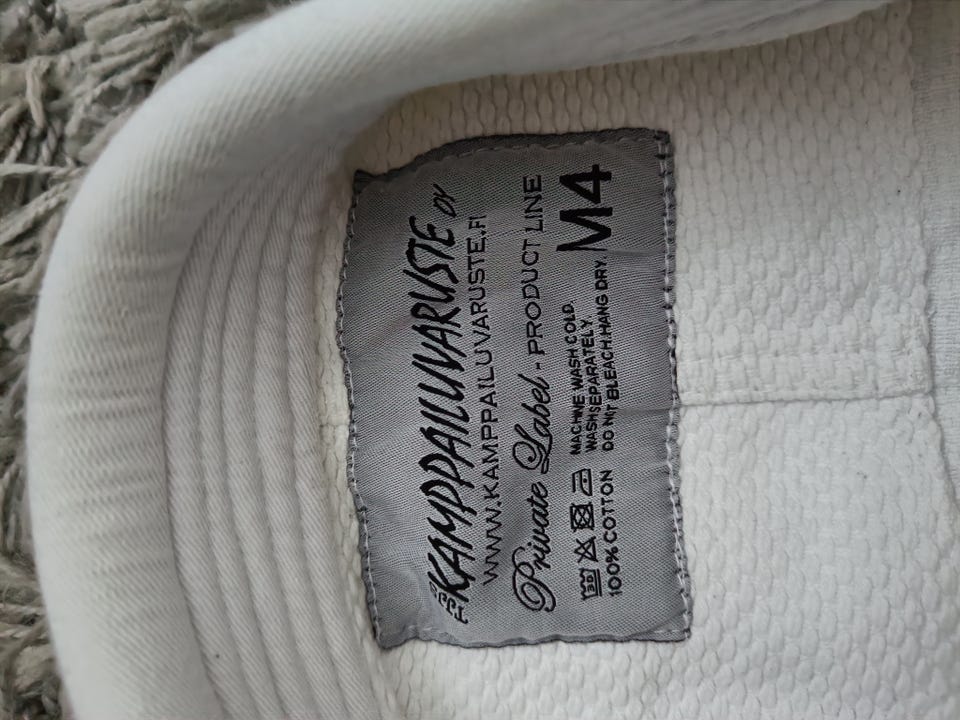 KAMPPAILUVARUSTE OY
WWW.KAMPPAILUVARUSTE.FI
Private Label - PRODUCT LINE
MACHINE WASH COLD.
WASH SEPARATELY.
100% COTTON DO NOT BLEACH. HANG DRY.
M4